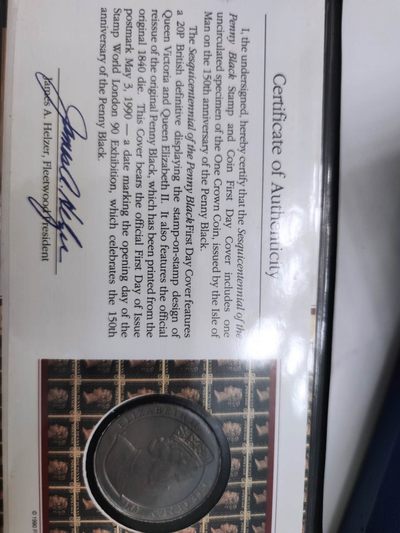 Certificate of Authenticity
I, the undersigned, hereby certify that the Sesquicentennial of the
Penny Black Stamp and Coin First Day Cover includes one
uncirculated specimen of the One Crown Coin, issued by the Isle of
Man on the 150th anniversary of the Penny Black.
The Sesquicentennial of the Penny Black First Day Cover features
a 20P British definitive displaying the stamp-on-stamp design of
Queen Victoria and Queen Elizabeth II. It also features the official
reissue of the original Penny Black, which has been printed from the
original 1840 die. This Cover bears the official First Day of Issue
postmark May 3, 1990 — a date marking the opening day of the
Stamp World London 90 Exhibition, which celebrates the 150th
anniversary of the Penny Black.
James A. Helzer, Fleetwood President
ELIZABETH
© 1990